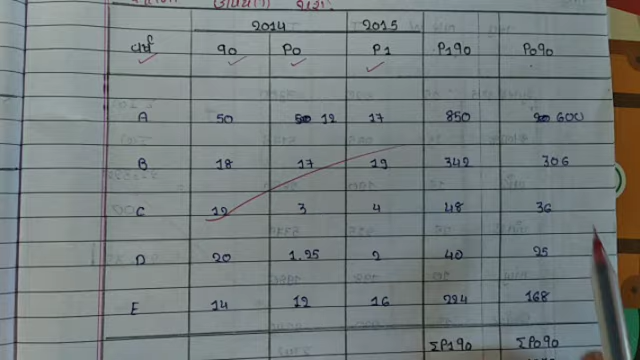 2014 2015
q0 P0 P1 P1q0 P0q0
A 50 12 17 850 600
B 18 17 19 342 306
C 12 3 4 48 36
D 20 1.25 2 40 25
E 14 12 16 224 168
ΣP1q0 ΣP0q0